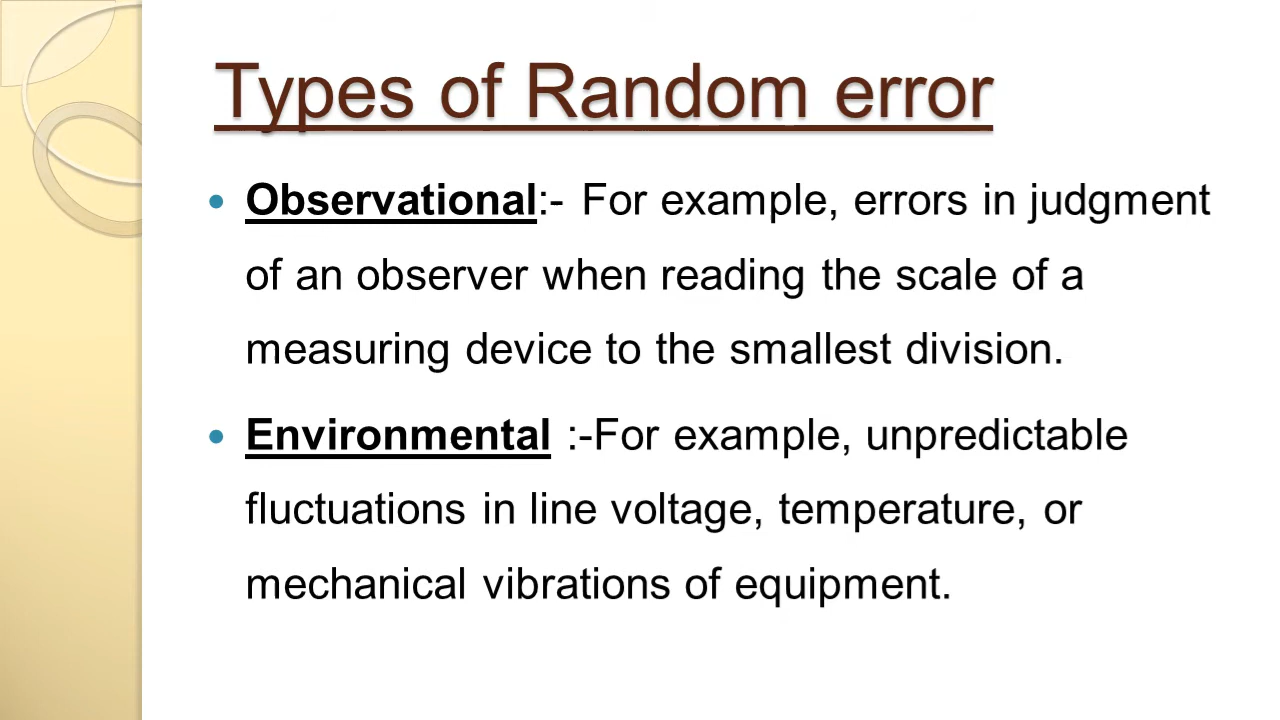 Types of Random error
Observational:- For example, errors in judgment
of an observer when reading the scale of a
measuring device to the smallest division.
Environmental :-For example, unpredictable
fluctuations in line voltage, temperature, or
mechanical vibrations of equipment.